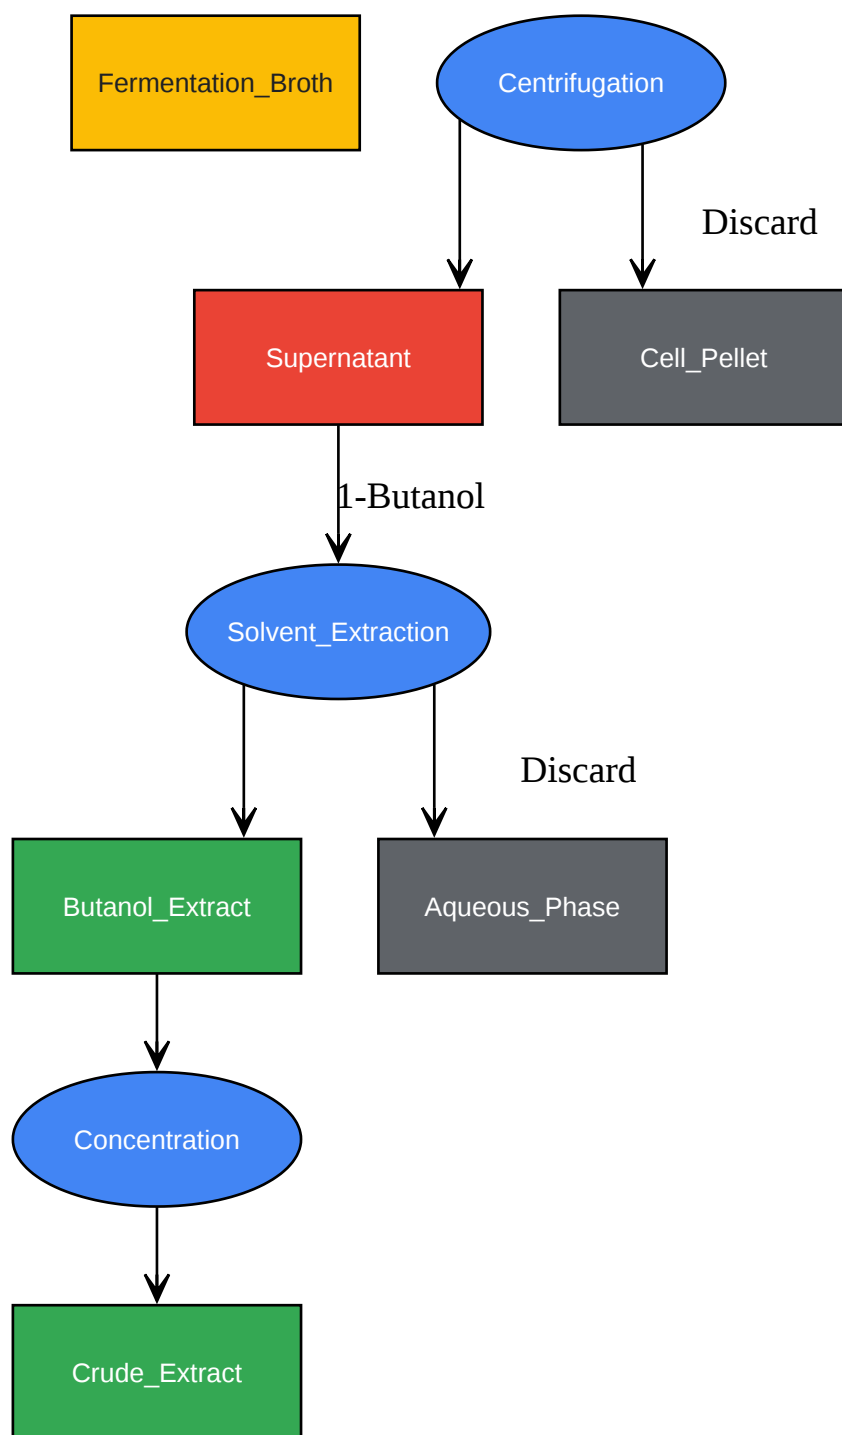 Fermentation_Broth
Centrifugation
Discard
Supernatant
Cell_Pellet
1-Butanol
Solvent_Extraction
Discard
Butanol_Extract
Aqueous_Phase
Concentration
Crude_Extract